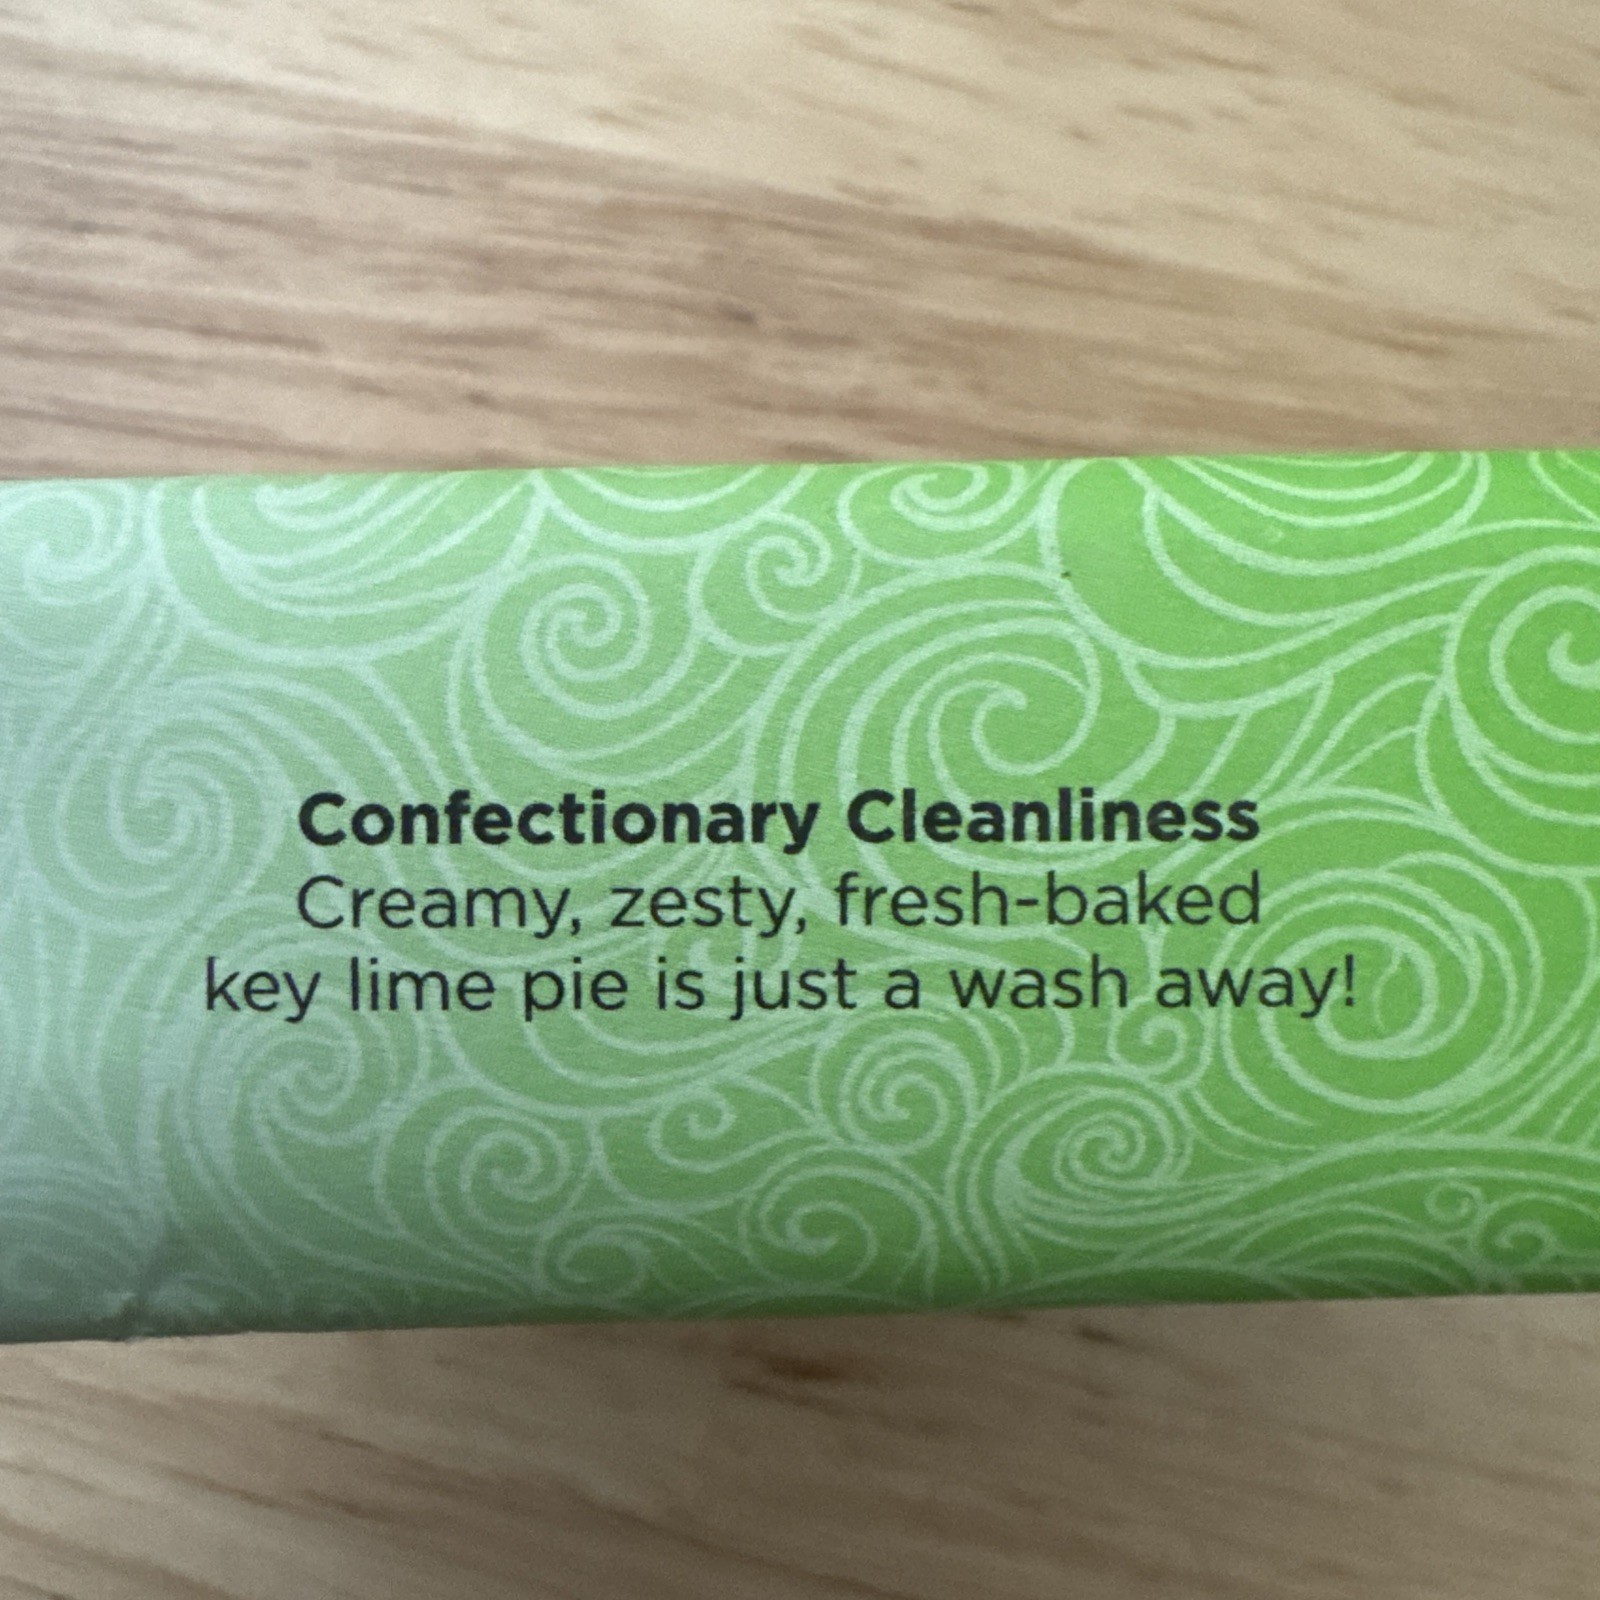 Confectionary Cleanliness
Creamy, zesty, fresh-baked
key lime pie is just a wash away!